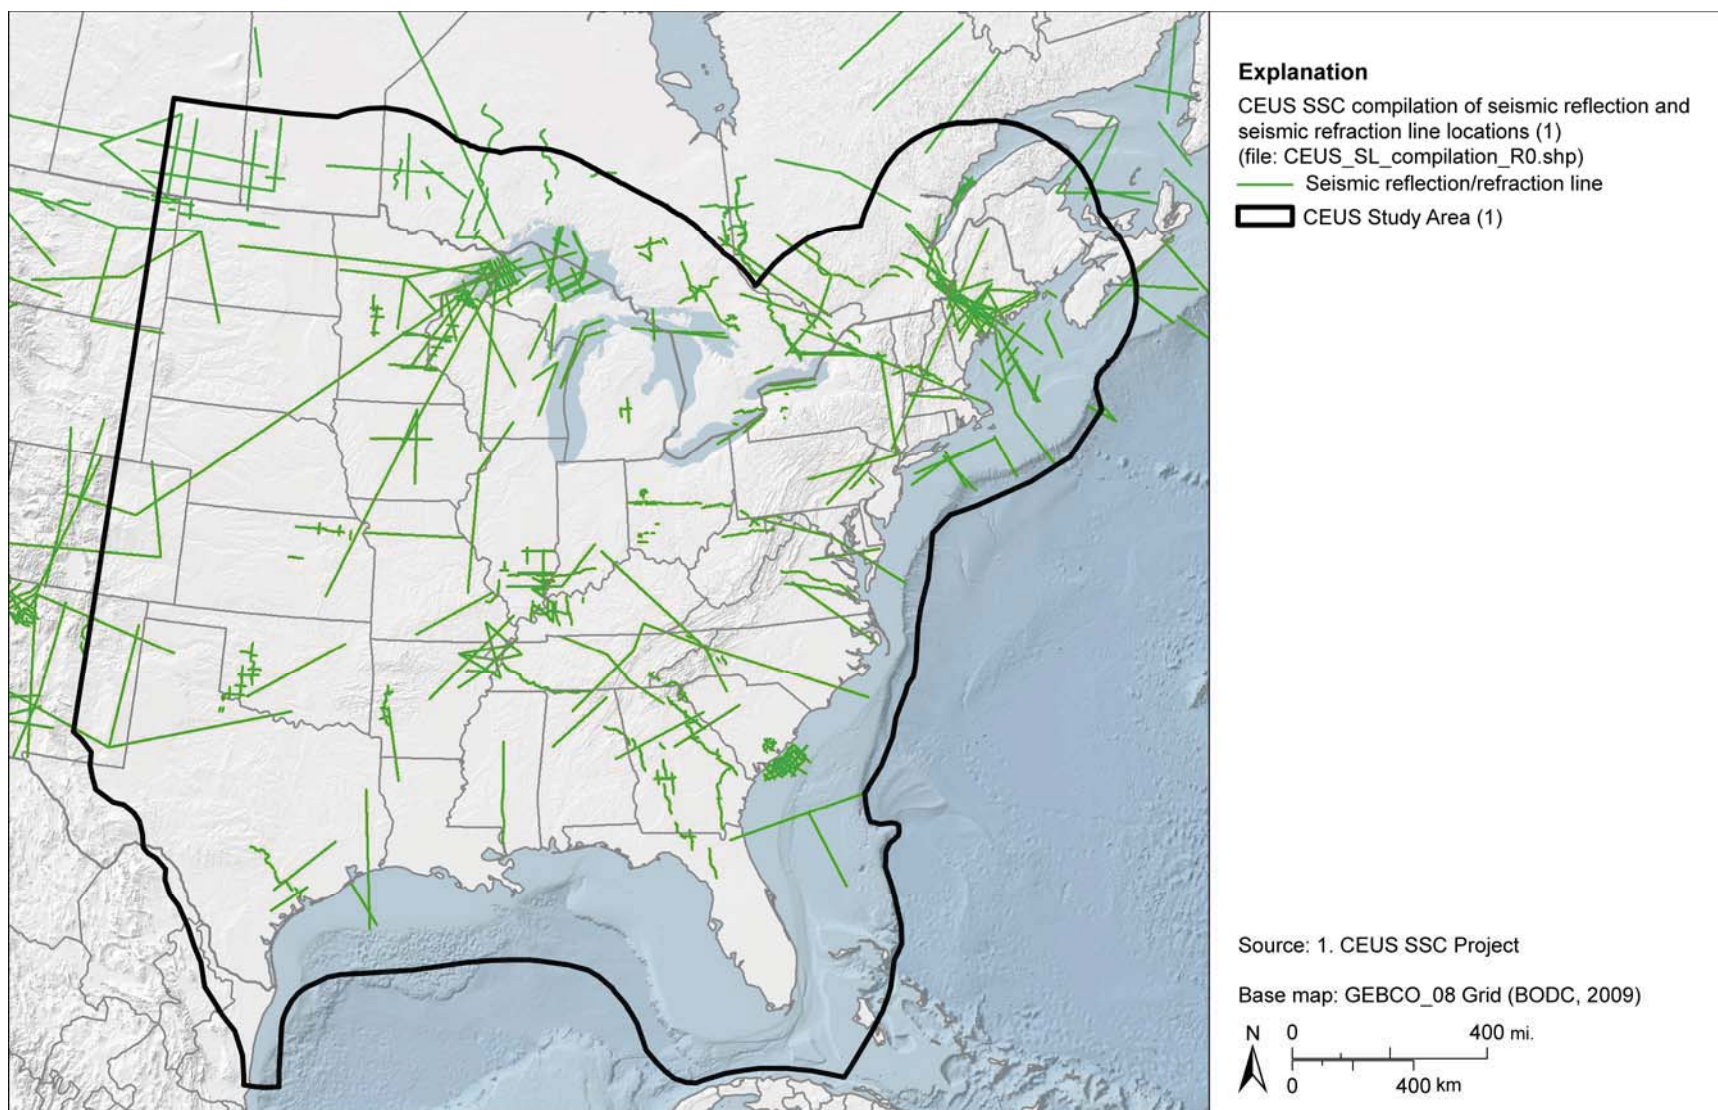 Explanation
CEUS SSC compilation of seismic reflection and
seismic refraction line locations (1)
(file: CEUS_SL_compilation_R0.shp)
Seismic reflection/refraction line
CEUS Study Area (1)
Source: 1. CEUS SSC Project
Base map: GEBCO_08 Grid (BODC, 2009)
N 0 400 mi.
0 400 km